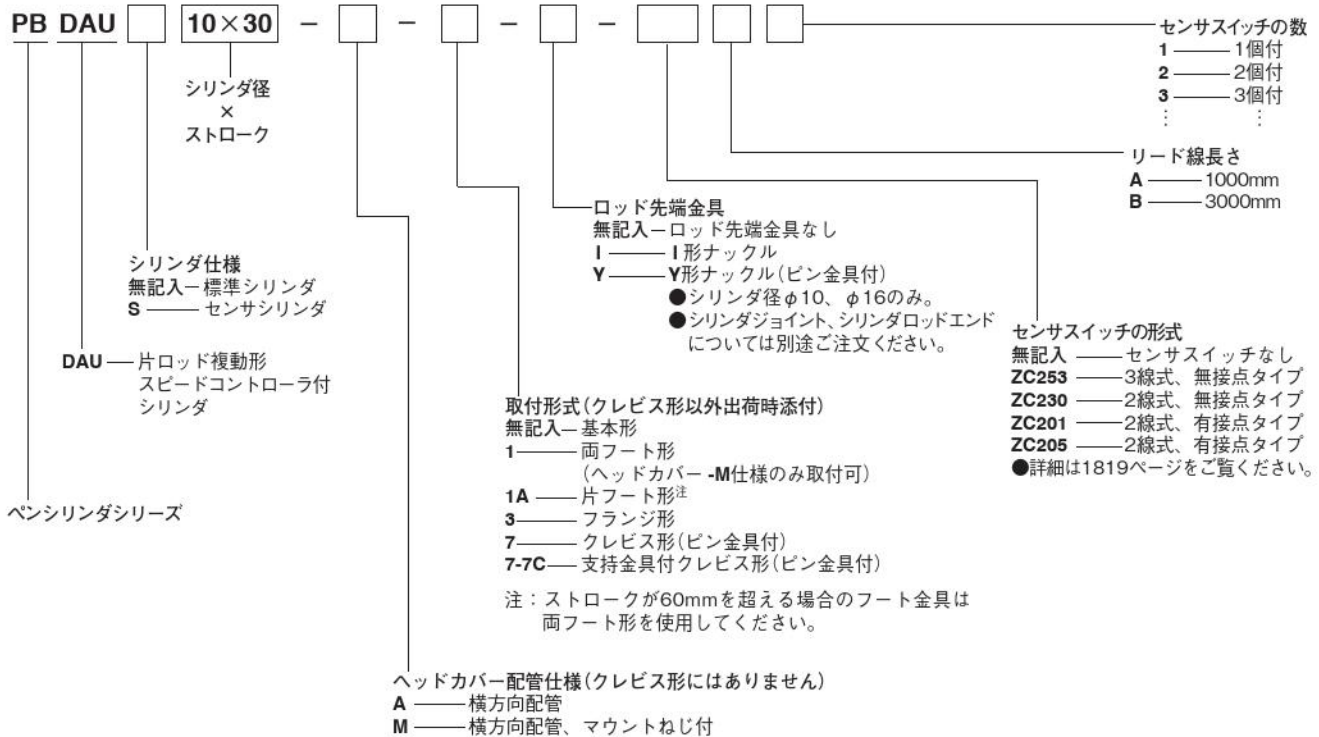 PB DAU 10×30 － － － 
シリンダ径
×
ストローク
センサスイッチの数
1 1個付
2 2個付
3 3個付
⋮ ⋮
リード線長さ
A 1000mm
B 3000mm
センサスイッチの形式
無記入 センサスイッチなし
ZC253 3線式、無接点タイプ
ZC230 2線式、無接点タイプ
ZC201 2線式、有接点タイプ
ZC205 2線式、有接点タイプ
●詳細は1819ページをご覧ください。
ロッド先端金具
無記入 ロッド先端金具なし
I I形ナックル
Y Y形ナックル(ピン金具付)
●シリンダ径φ10、φ16のみ。
●シリンダジョイント、シリンダロッドエンド
については別途ご注文ください。
シリンダ仕様
無記入 標準シリンダ
S センサシリンダ
DAU 片ロッド複動形
スピードコントローラ付
シリンダ
取付形式(クレビス形以外出荷時添付)
無記入 基本形
1 両フート形
(ヘッドカバー -M仕様のみ取付可)
1A 片フート形注
3 フランジ形
7 クレビス形(ピン金具付)
7-7C 支持金具付クレビス形(ピン金具付)
注：ストロークが60mmを超える場合のフート金具は
両フート形を使用してください。
ペンシリンダシリーズ
ヘッドカバー配管仕様(クレビス形にはありません)
A 横方向配管
M 横方向配管、マウントねじ付